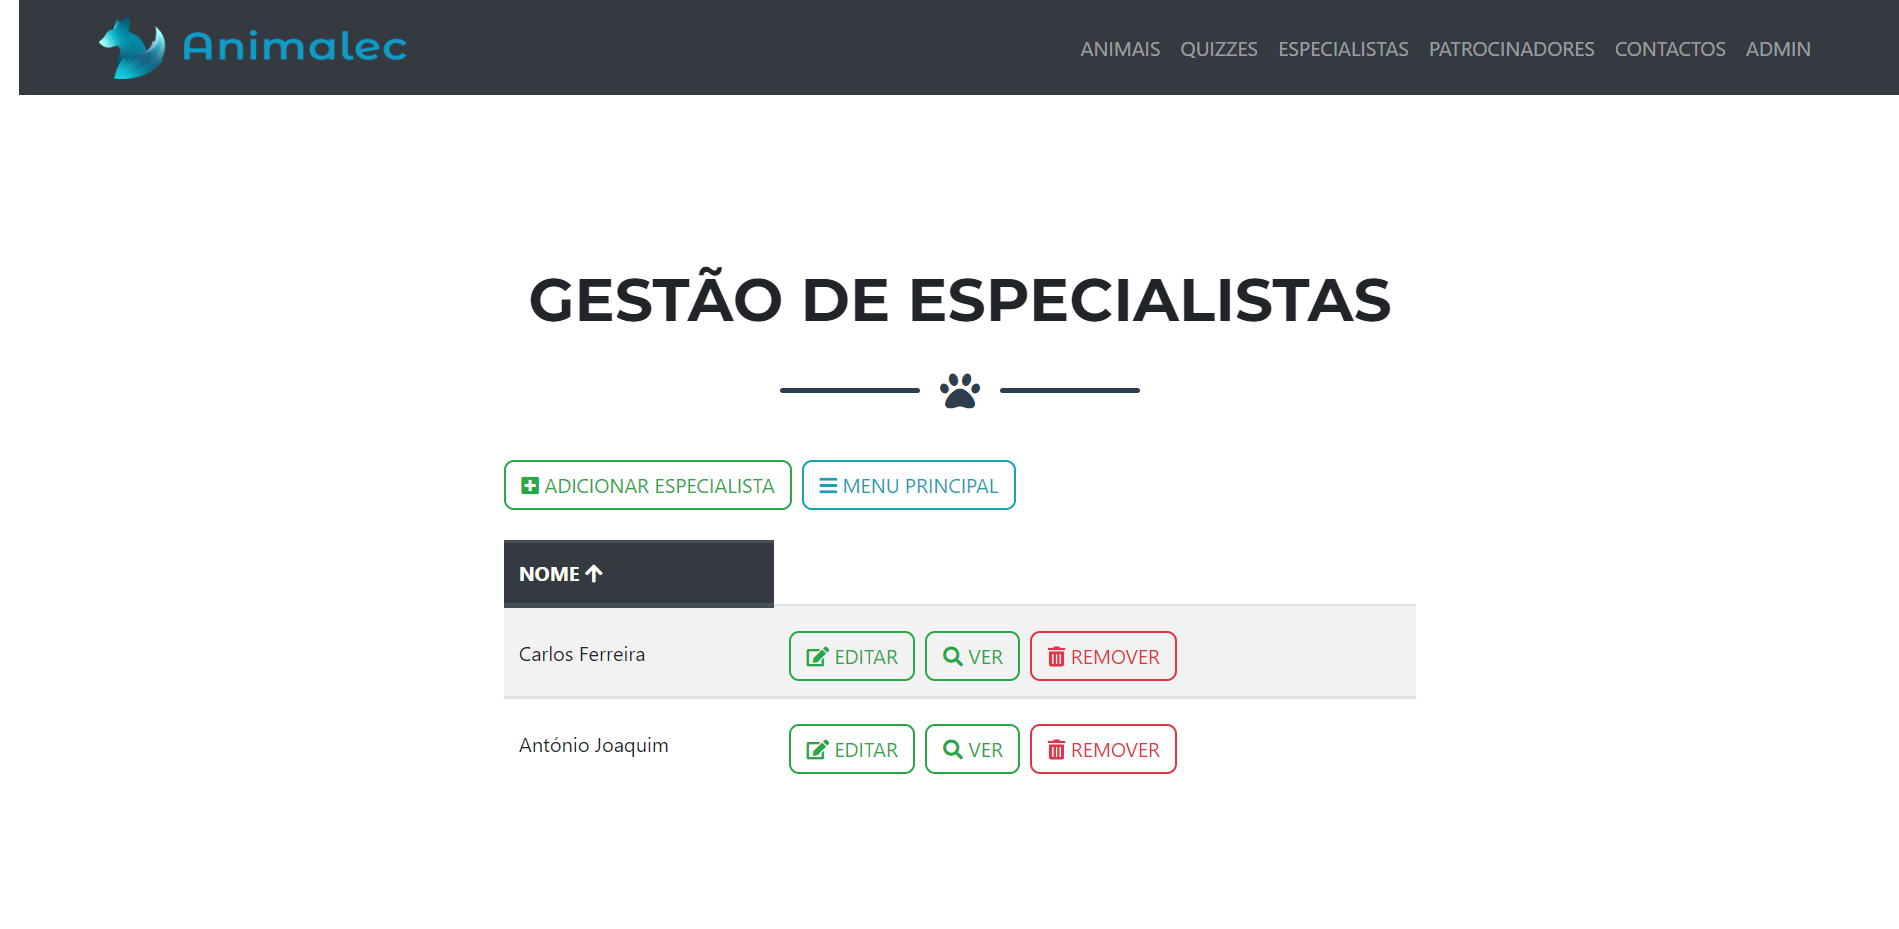 Animalec
ANIMAIS QUIZZES ESPECIALISTAS PATROCINADORES CONTACTOS ADMIN
GESTÃO DE ESPECIALISTAS
ADICIONAR ESPECIALISTA MENU PRINCIPAL
NOME
Carlos Ferreira EDITAR VER REMOVER
António Joaquim EDITAR VER REMOVER